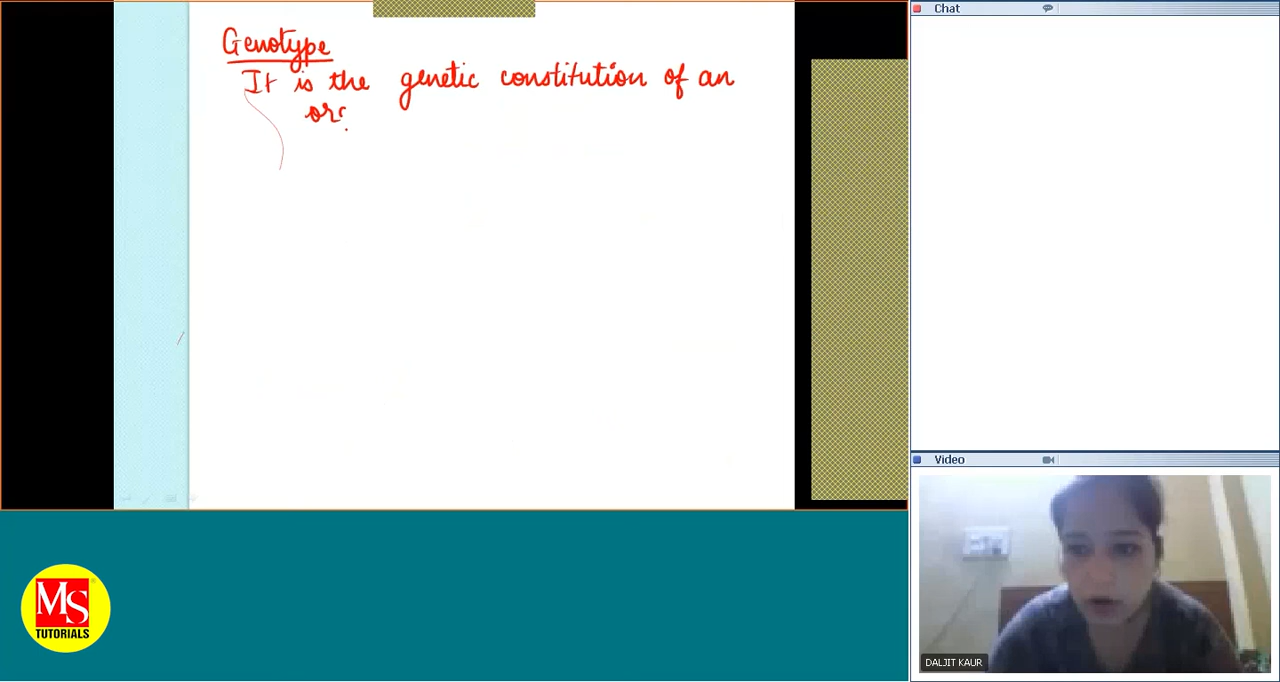 Genotype
It is the genetic constitution of an
Chat
Video
DALJIT KAUR
MS
TUTORIALS